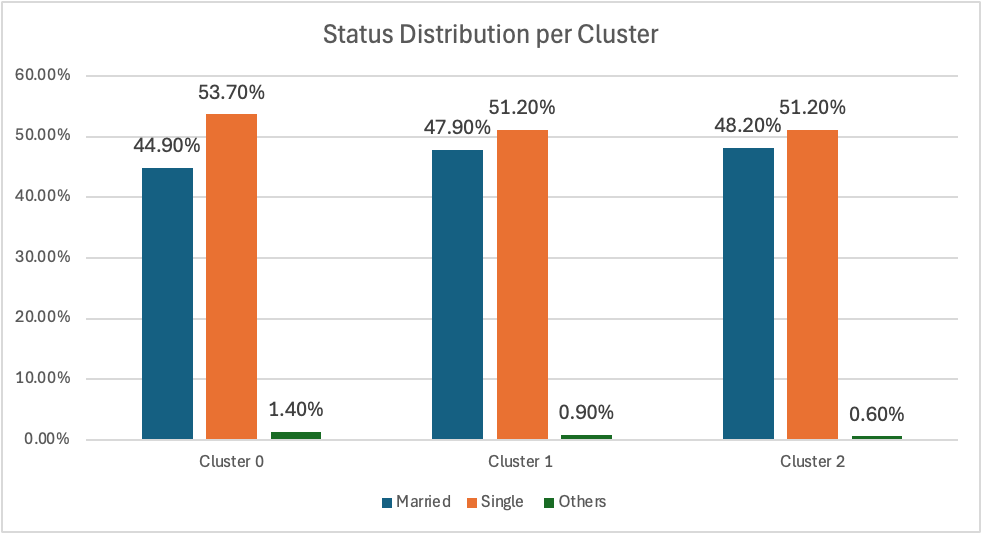 Status Distribution per Cluster
60.00%
50.00%
40.00%
30.00%
20.00%
10.00%
0.00%
44.90%
53.70%
1.40%
47.90%
51.20%
0.90%
48.20%
51.20%
0.60%
Cluster 0
Cluster 1
Cluster 2
Married
Single
Others